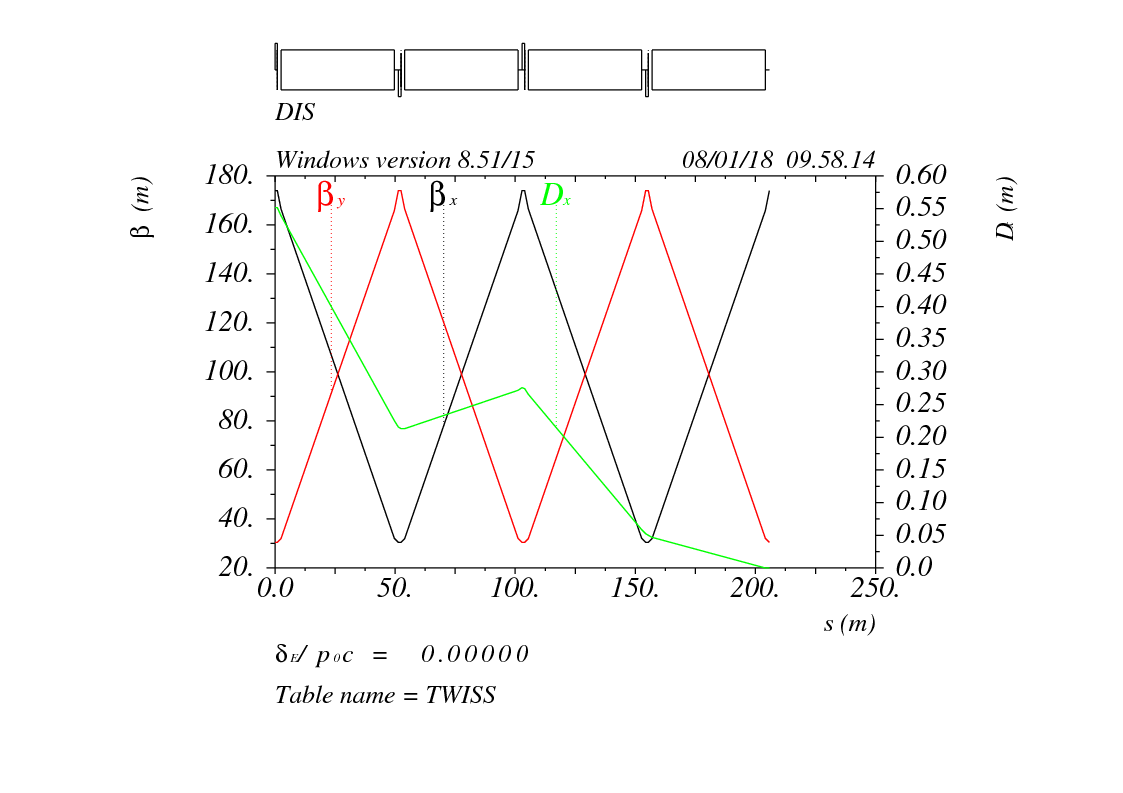 DIS
Windows version 8.51/15 08/01/18 09.58.14
β (m)
180. 0.60
βy βx Dx
160. 0.55
0.50
140. 0.45
0.40
120. 0.35
100. 0.30
0.25
80. 0.20
60. 0.15
0.10
40. 0.05
20. 0.0
Dx (m)
0.0 50. 100. 150. 200. 250.
s (m)
δE/ p0c = 0.00000
Table name = TWISS